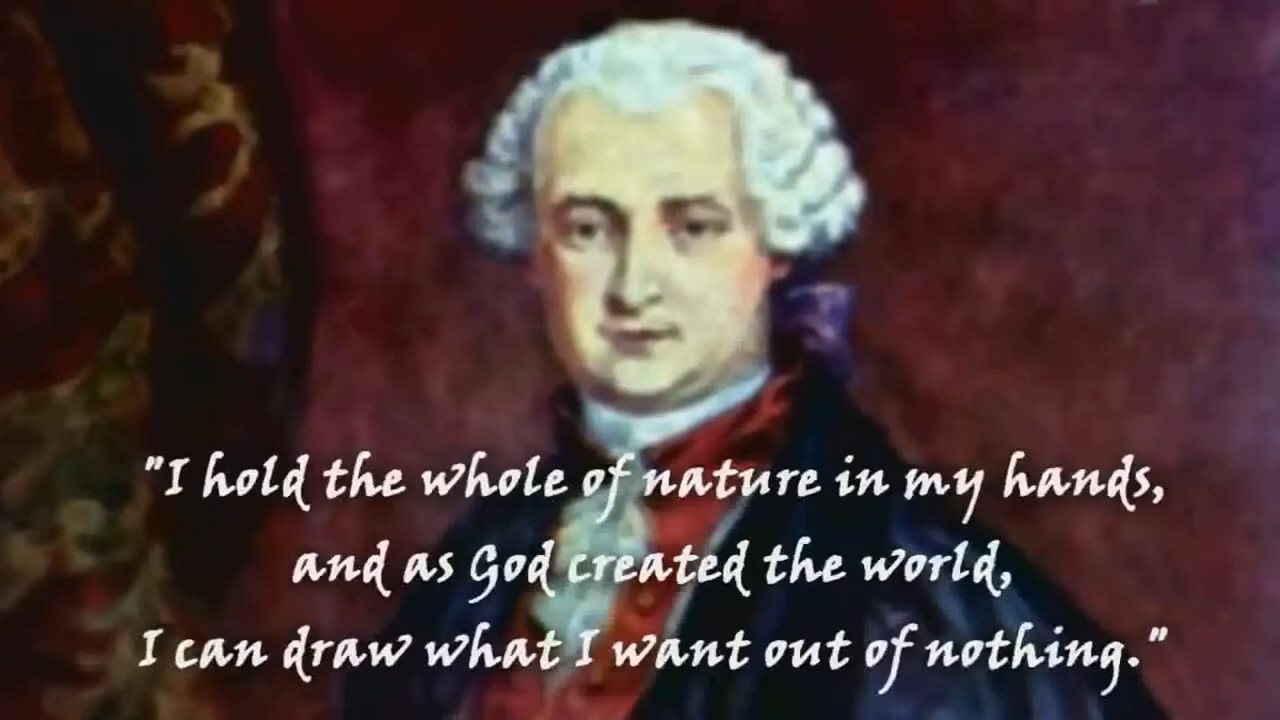 "I hold the whole of nature in my hands,
and as God created the world,
I can draw what I want out of nothing."